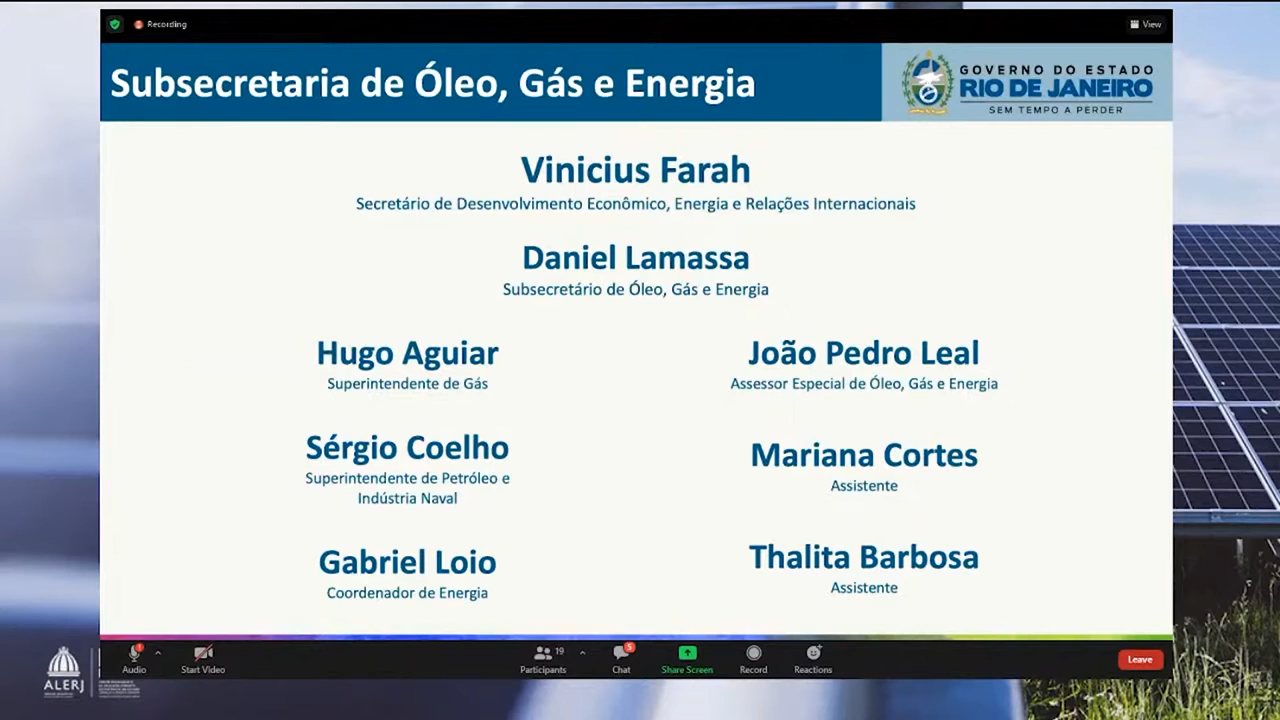 Recording
View
Subsecretaria de Óleo, Gás e Energia
GOVERNO DO ESTADO
RIO DE JANEIRO
SEM TEMPO A PERDER
Vinicius Farah
Secretário de Desenvolvimento Econômico, Energia e Relações Internacionais
Daniel Lamassa
Subsecretário de Óleo, Gás e Energia
Hugo Aguiar
Superintendente de Gás
João Pedro Leal
Assessor Especial de Óleo, Gás e Energia
Sérgio Coelho
Superintendente de Petróleo e
Indústria Naval
Mariana Cortes
Assistente
Gabriel Loio
Coordenador de Energia
Thalita Barbosa
Assistente
Audio
Start Video
Participants
19
Chat
5
Share Screen
Record
Reactions
Leave
ALERJ